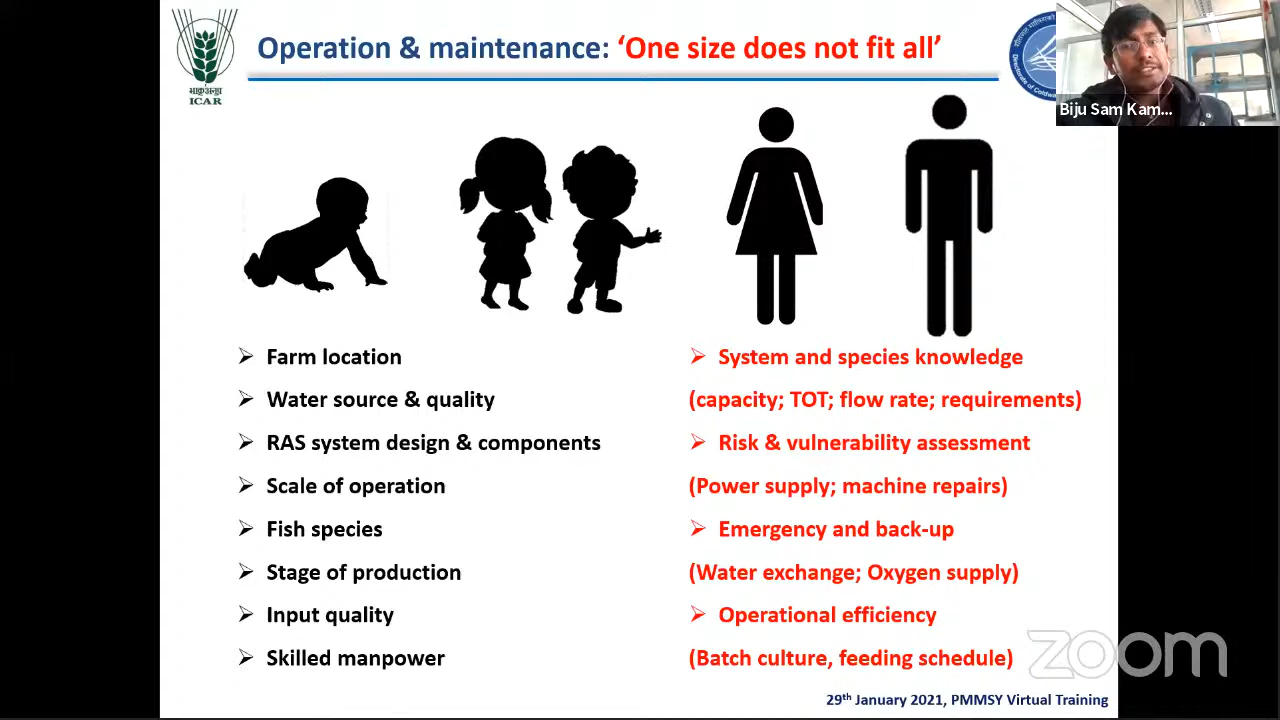 Operation & maintenance: ‘One size does not fit all’
ICAR
Biju Sam Kam...
➢ Farm location
➢ Water source & quality
➢ RAS system design & components
➢ Scale of operation
➢ Fish species
➢ Stage of production
➢ Input quality
➢ Skilled manpower
➢ System and species knowledge
(capacity; TOT; flow rate; requirements)
➢ Risk & vulnerability assessment
(Power supply; machine repairs)
➢ Emergency and back-up
(Water exchange; Oxygen supply)
➢ Operational efficiency
(Batch culture, feeding schedule)
zoom
29th January 2021, PMMSY Virtual Training